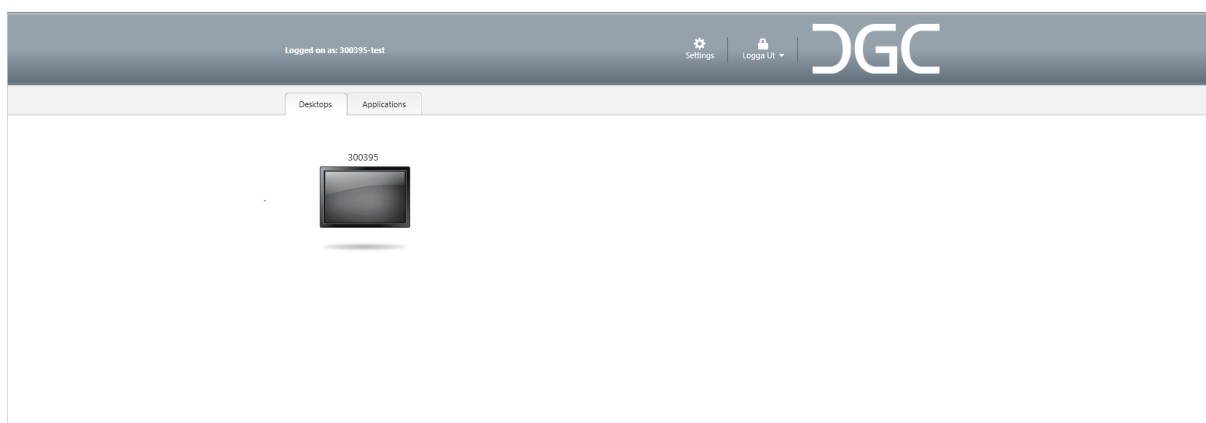 Logged on as: 300395-test
Settings
Logga Ut
DGC
Desktops
Applications
300395